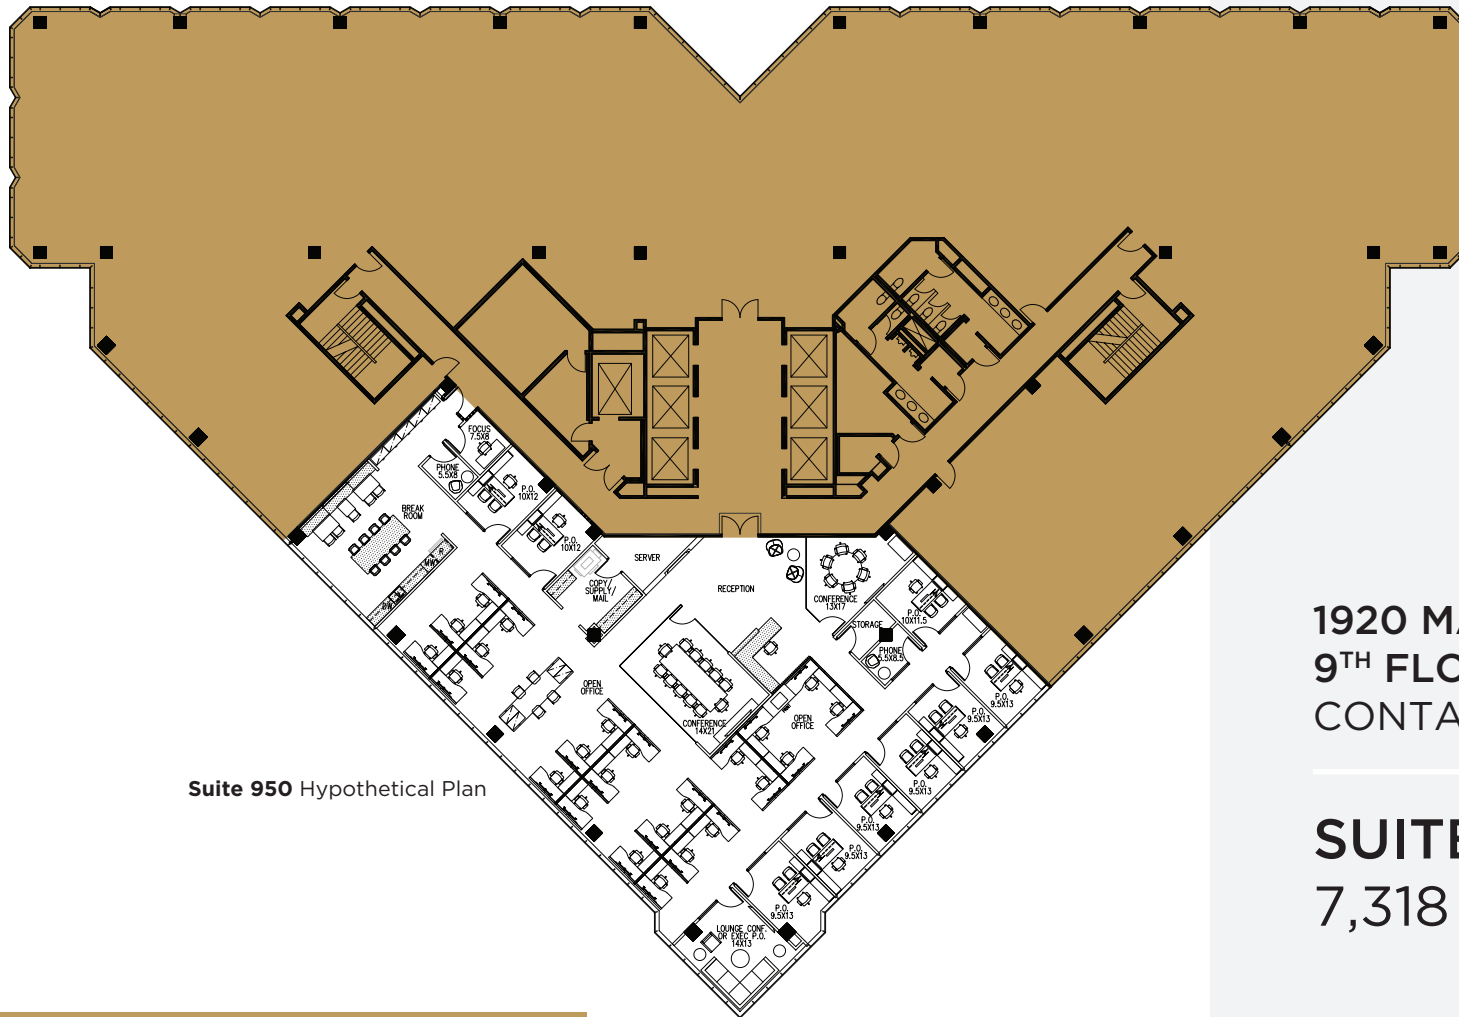 FOCUS
7.5X8
PHONE
5.5X8
P.O.
10X12
BREAK
ROOM
P.O.
10X12
R
MW
DW
SERVER
COPY/
SUPPLY/
MAIL
RECEPTION
CONFERENCE
13X17
STORAGE
P.O.
10X11.5
PHONE
5.5X8.5
OPEN
OFFICE
CONFERENCE
14X21
OPEN
OFFICE
P.O.
9.5X13
P.O.
9.5X13
P.O.
9.5X13
P.O.
9.5X13
P.O.
9.5X13
P.O.
9.5X13
LOUNGE CONF.
OR EXEC P.O.
14X13
Suite 950 Hypothetical Plan
1920 MA
9TH FLO
CONTA
SUITE
7,318